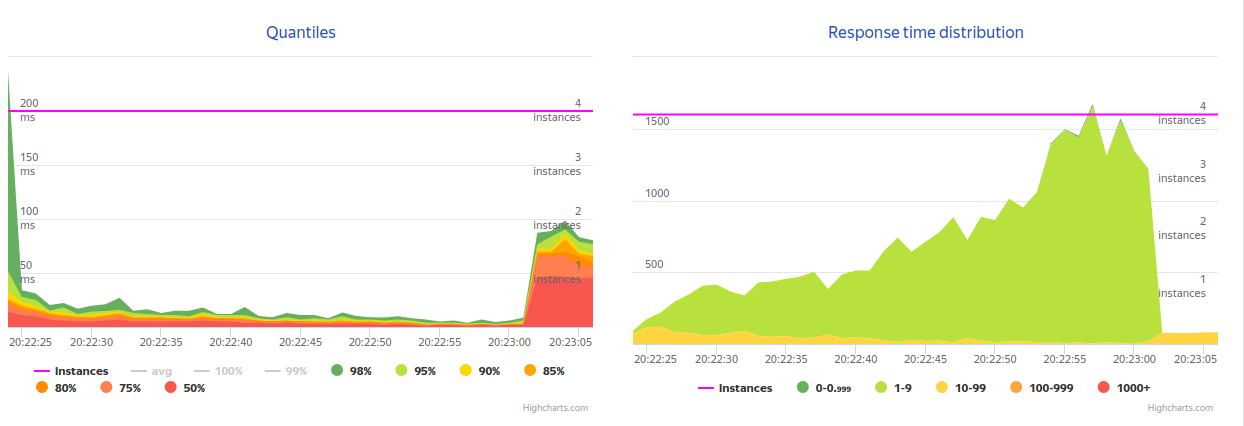 Quantiles
200
ms
4
instances
150
ms
3
instances
100
ms
2
instances
50
ms
1
instances
20:22:25 20:22:30 20:22:35 20:22:40 20:22:45 20:22:50 20:22:55 20:23:00 20:23:05
Instances avg 100% 99% 98% 95% 90% 85%
80% 75% 50%
Highcharts.com
Response time distribution
4
instances
1500
3
instances
1000
2
instances
500
1
instances
20:22:25 20:22:30 20:22:35 20:22:40 20:22:45 20:22:50 20:22:55 20:23:00 20:23:05
Instances 0-0.999 1-9 10-99 100-999 1000+
Highcharts.com